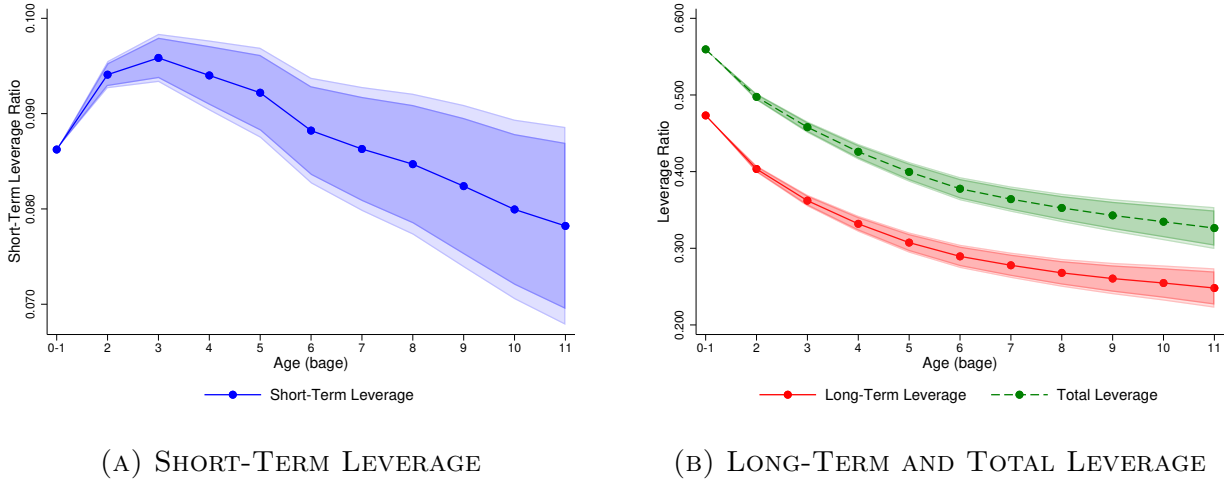 0.100
0.090
0.080
0.070
Short-Term Leverage Ratio
0-1 2 3 4 5 6 7 8 9 10 11
Age (bage)
Short-Term Leverage
(A) SHORT-TERM LEVERAGE
0.600
0.500
0.400
0.300
0.200
Leverage Ratio
0-1 2 3 4 5 6 7 8 9 10 11
Age (bage)
Long-Term Leverage Total Leverage
(B) LONG-TERM AND TOTAL LEVERAGE